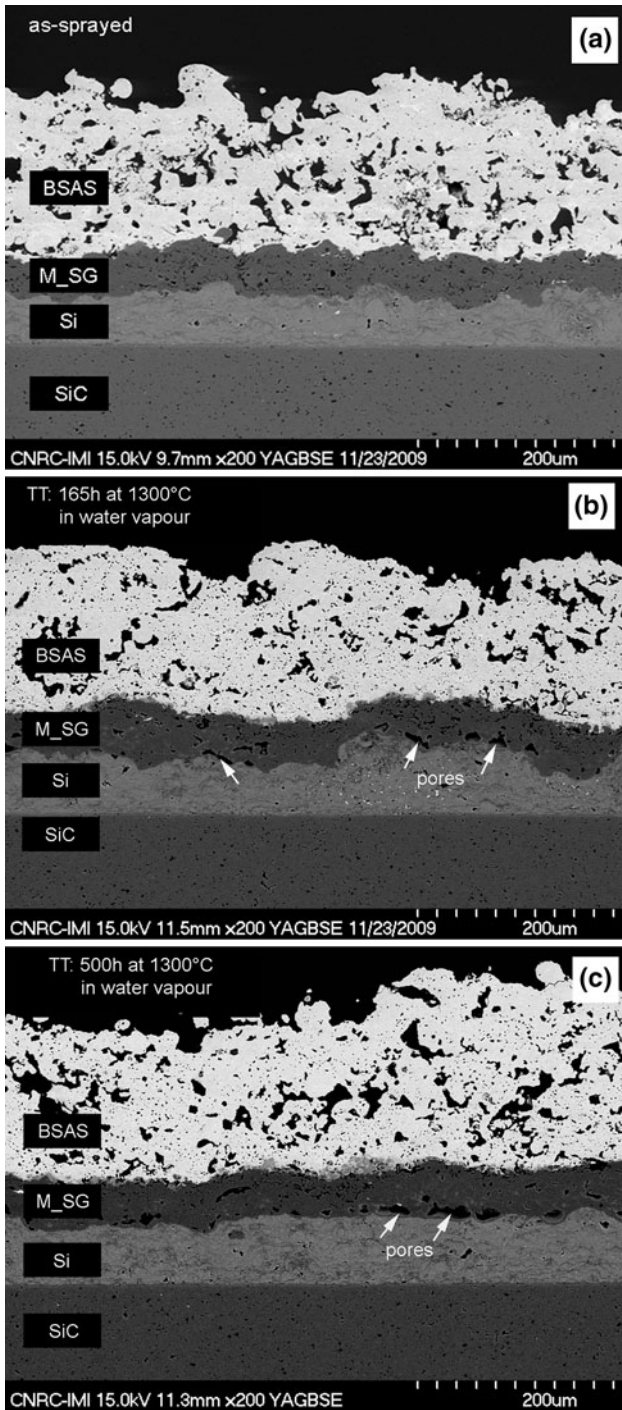 as-sprayed
(a)
BSAS
M_SG
Si
SiC
CNRC-IMI 15.0kV 9.7mm x200 YAGBSE 11/23/2009
200um
TT: 165h at 1300°C
in water vapour
(b)
BSAS
M_SG
Si
pores
SiC
CNRC-IMI 15.0kV 11.5mm x200 YAGBSE 11/23/2009
200um
TT: 500h at 1300°C
in water vapour
(c)
BSAS
M_SG
pores
Si
SiC
CNRC-IMI 15.0kV 11.3mm x200 YAGBSE
200um